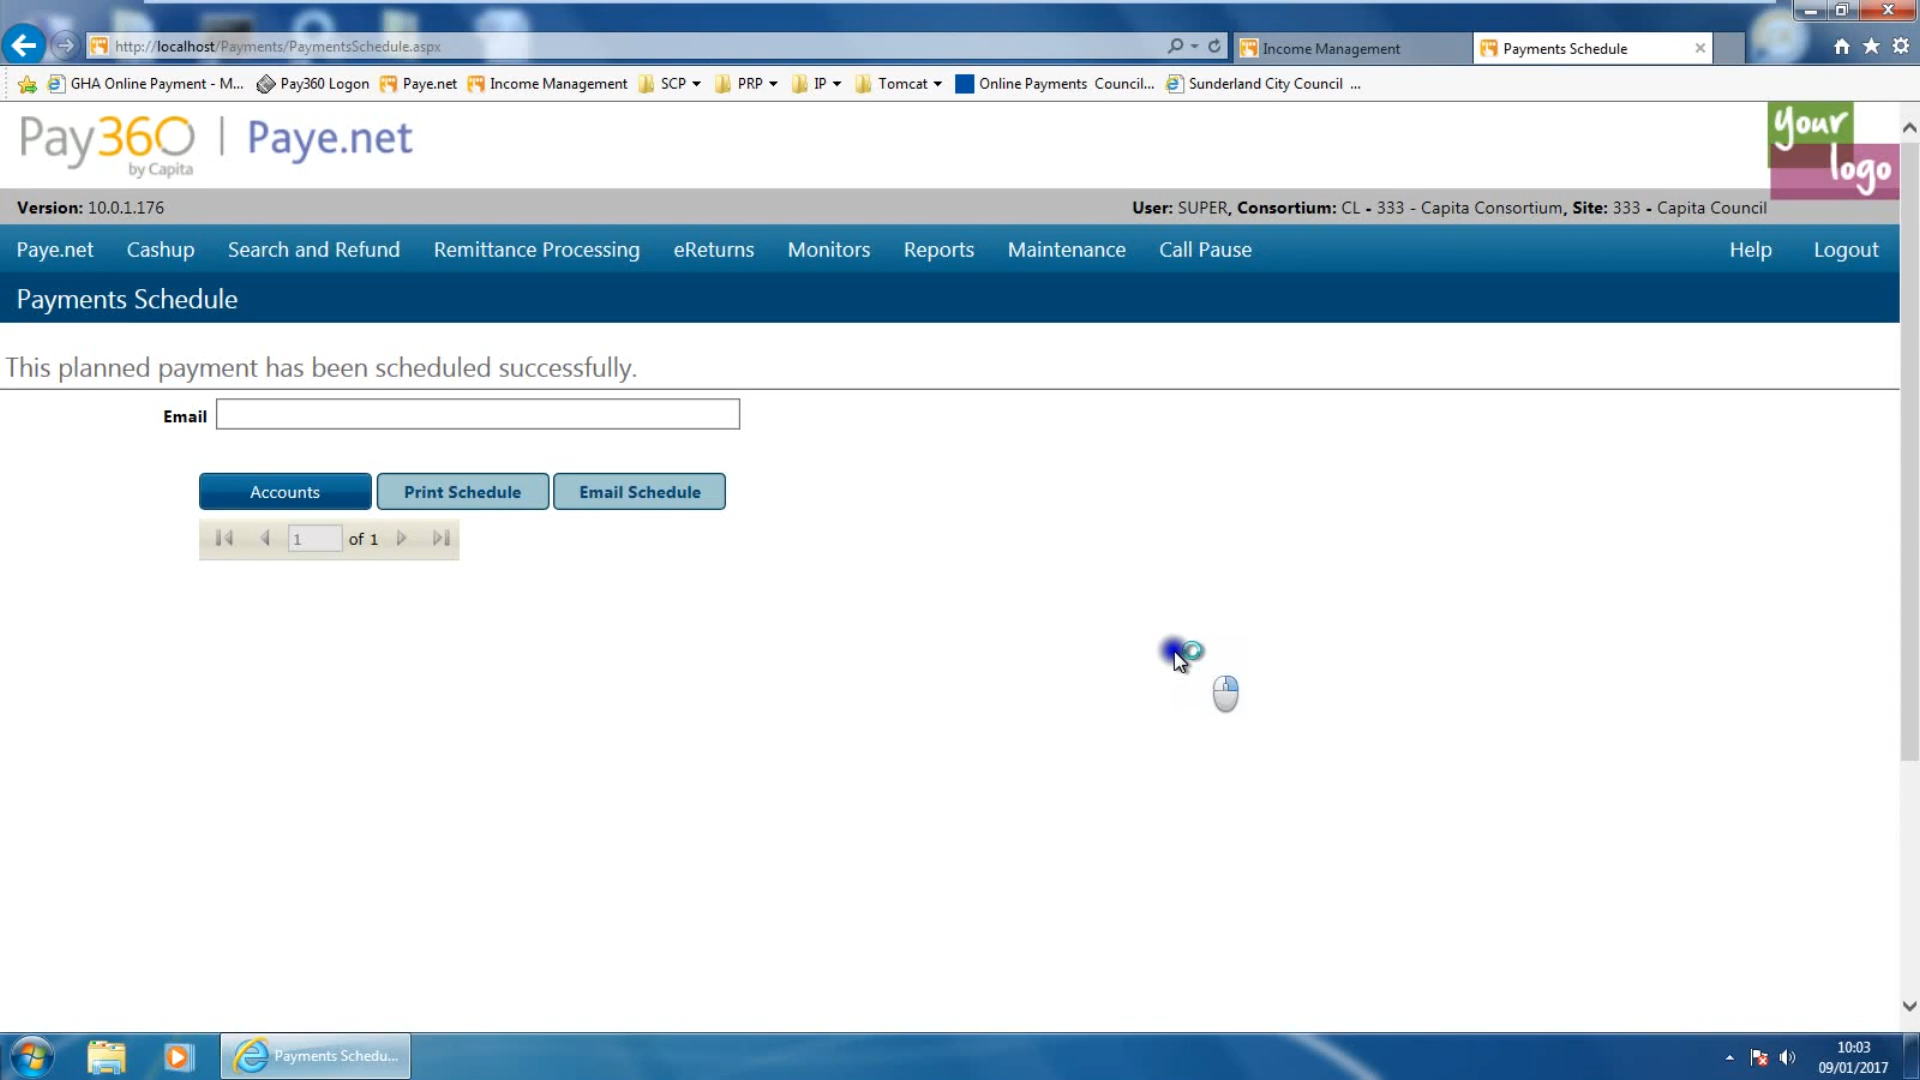 http://localhost/Payments/PaymentsSchedule.aspx
Income Management
Payments Schedule
GHA Online Payment - M...
Pay360 Logon
Paye.net
Income Management
SCP
PRP
IP
Tomcat
Online Payments Council...
Sunderland City Council ...
Pay360 | Paye.net
by Capita
your
logo
Version: 10.0.1.176
User: SUPER, Consortium: CL - 333 - Capita Consortium, Site: 333 - Capita Council
Paye.net
Cashup
Search and Refund
Remittance Processing
eReturns
Monitors
Reports
Maintenance
Call Pause
Help
Logout
Payments Schedule
This planned payment has been scheduled successfully.
Email
Accounts
Print Schedule
Email Schedule
1 of 1
Payments Schedu...
10:03
09/01/2017